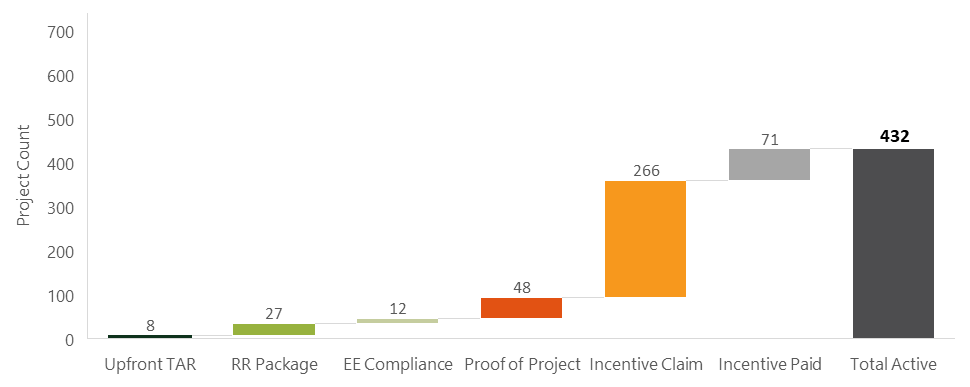 700
600
500
400
300
200
100
0
Project Count
8
27
12
48
266
71
432
Upfront TAR
RR Package
EE Compliance
Proof of Project
Incentive Claim
Incentive Paid
Total Active